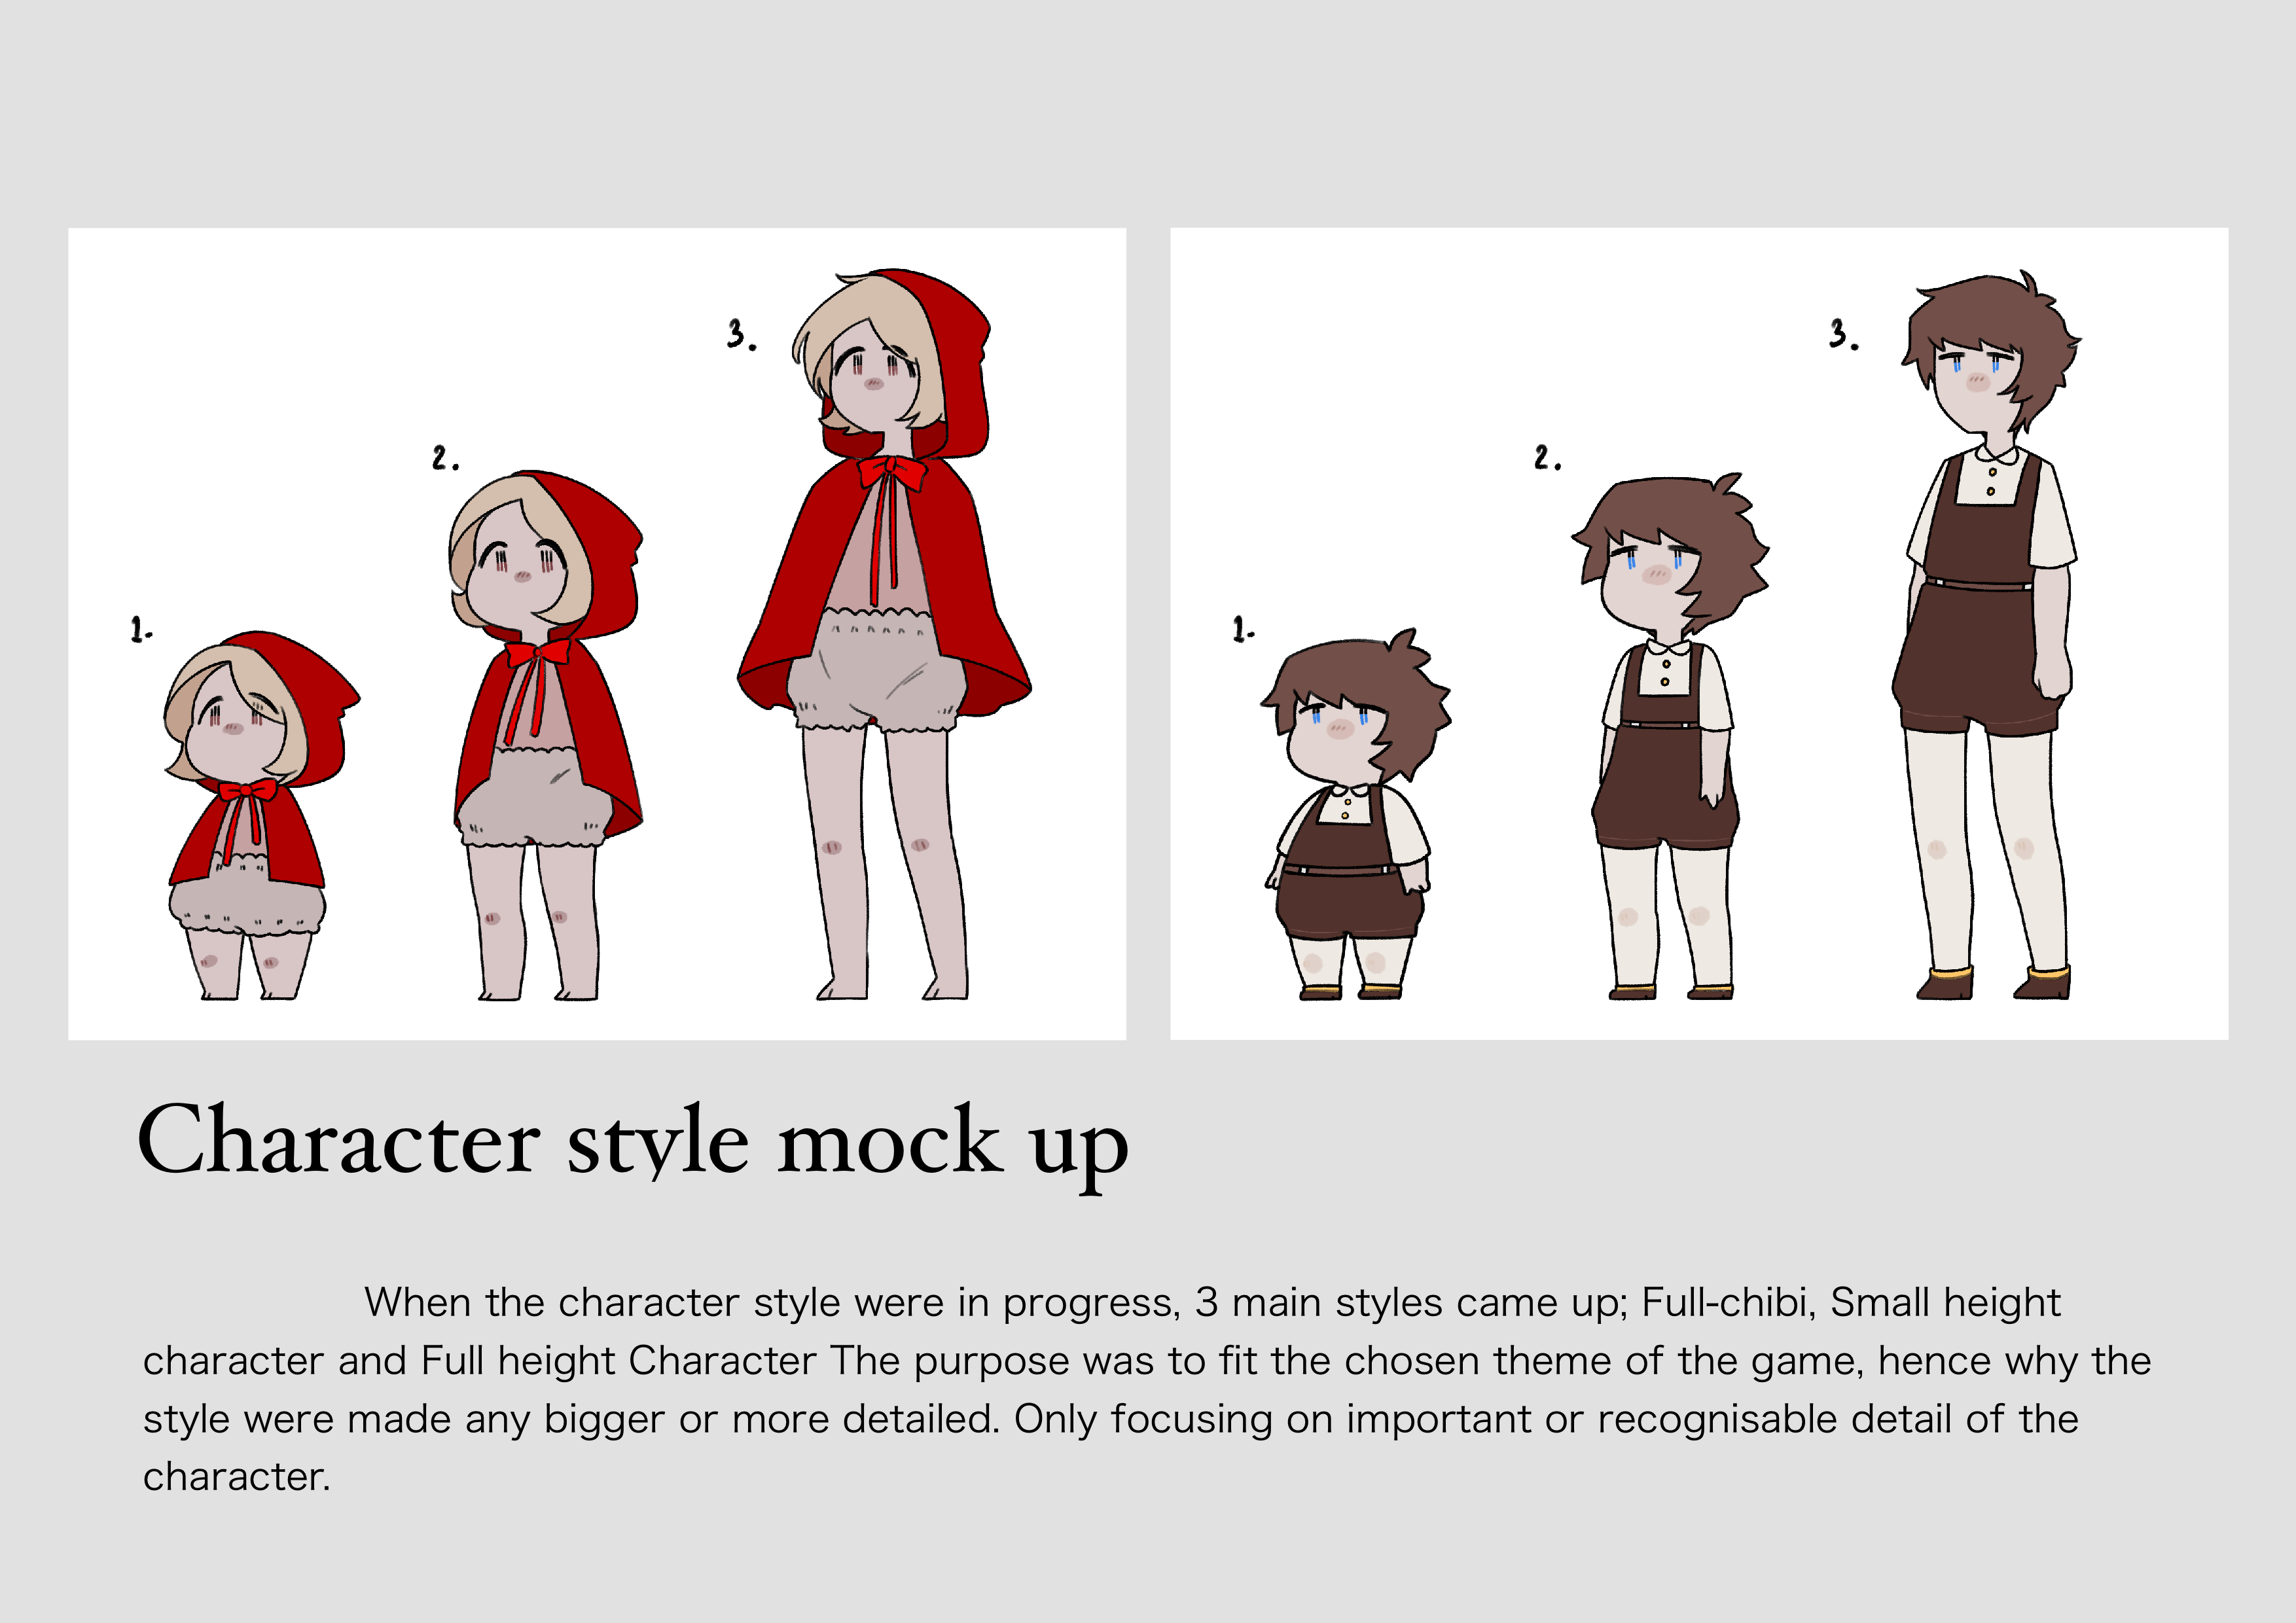 1.
2.
3.
1.
2.
3.
Character style mock up
When the character style were in progress, 3 main styles came up; Full-chibi, Small height
character and Full height Character The purpose was to fit the chosen theme of the game, hence why the
style were made any bigger or more detailed. Only focusing on important or recognisable detail of the
character.